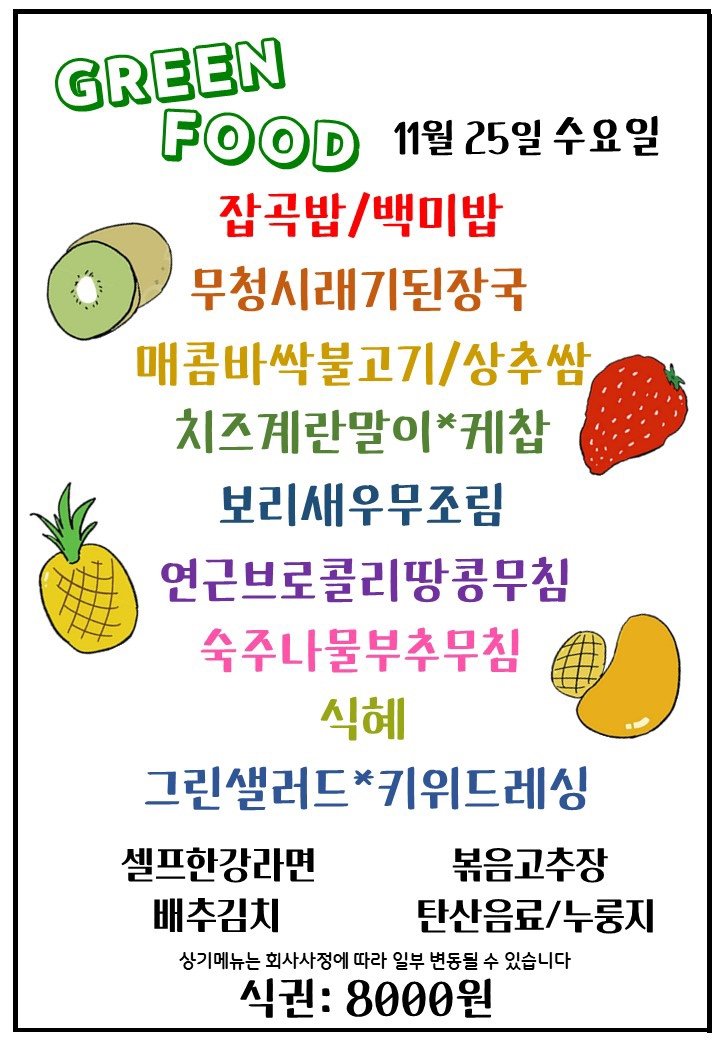 GREEN
FOOD
11월 25일 수요일
잡곡밥/백미밥
무청시래기된장국
매콤바싹불고기/상추쌈
치즈계란말이*케찹
보리새우무조림
연근브로콜리땅콩무침
숙주나물부추무침
식혜
그린샐러드*키위드레싱
셀프한강라면 볶음고추장
배추김치 탄산음료/누룽지
상기메뉴는 회사사정에 따라 일부 변동될 수 있습니다
식권: 8000원